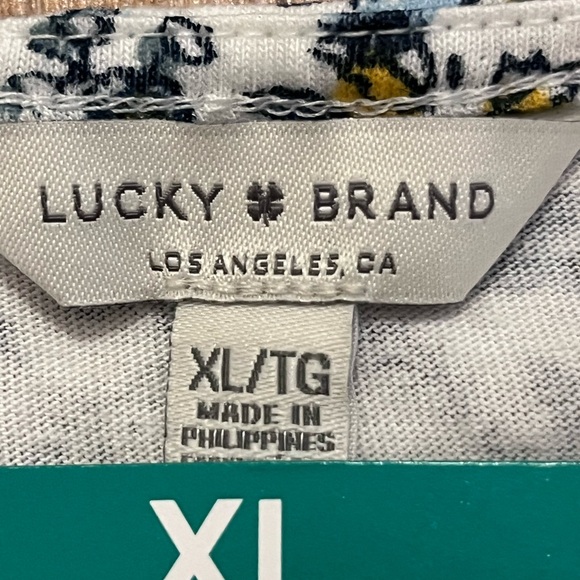 LUCKY BRAND
LOS ANGELES, CA
XL/TG
MADE IN
PHILIPPINES
XL